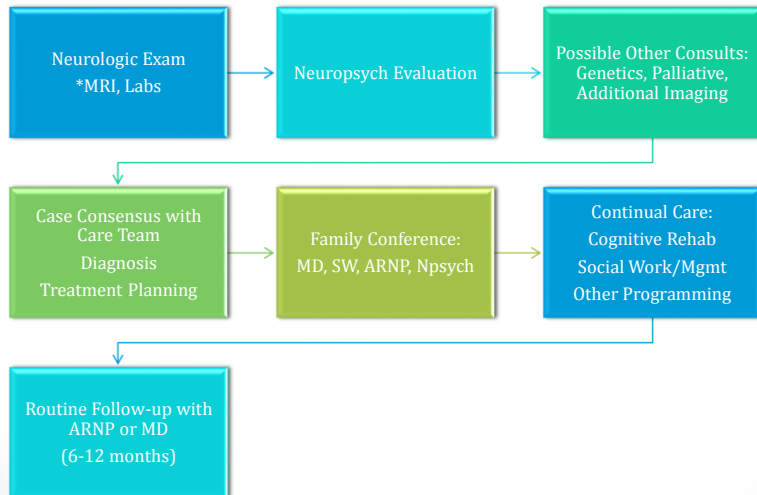 Neurologic Exam
*MRI, Labs
Neuropsych Evaluation
Possible Other Consults:
Genetics, Palliative,
Additional Imaging
Case Consensus with
Care Team
Diagnosis
Treatment Planning
Family Conference:
MD, SW, ARNP, Npsych
Continual Care:
Cognitive Rehab
Social Work/Mgmt
Other Programming
Routine Follow-up with
ARNP or MD
(6-12 months)